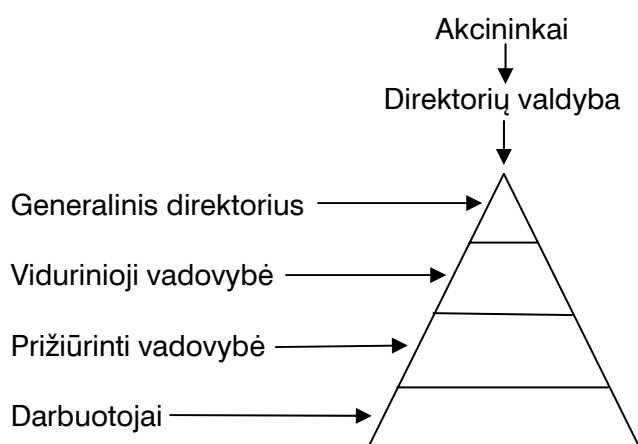 Akcininkai
Direktorių valdyba
Generalinis direktorius
Vidurinioji vadovybė
Prižiūrinti vadovybė
Darbuotojai